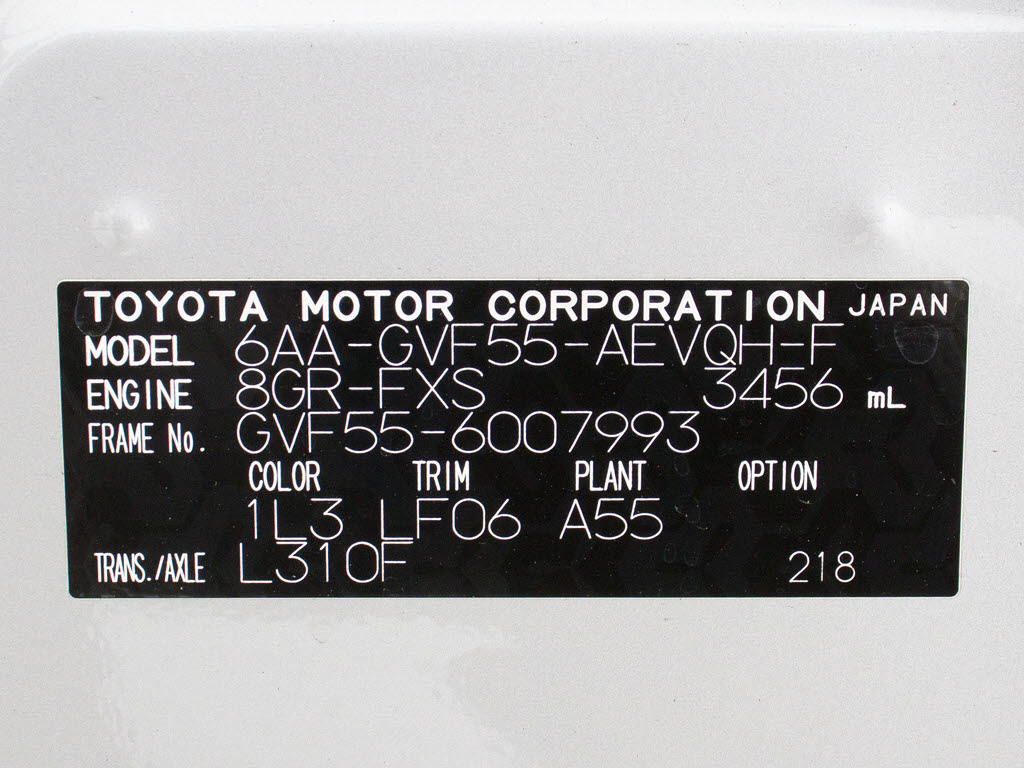 TOYOTA MOTOR CORPORATION JAPAN
MODEL 6AA-GVF55-AEVQH-F
ENGINE 8GR-FXS 3456 mL
FRAME No. GVF55-6007993
COLOR TRIM PLANT OPTION
1L3 LF06 A55
TRANS./AXLE L310F 218